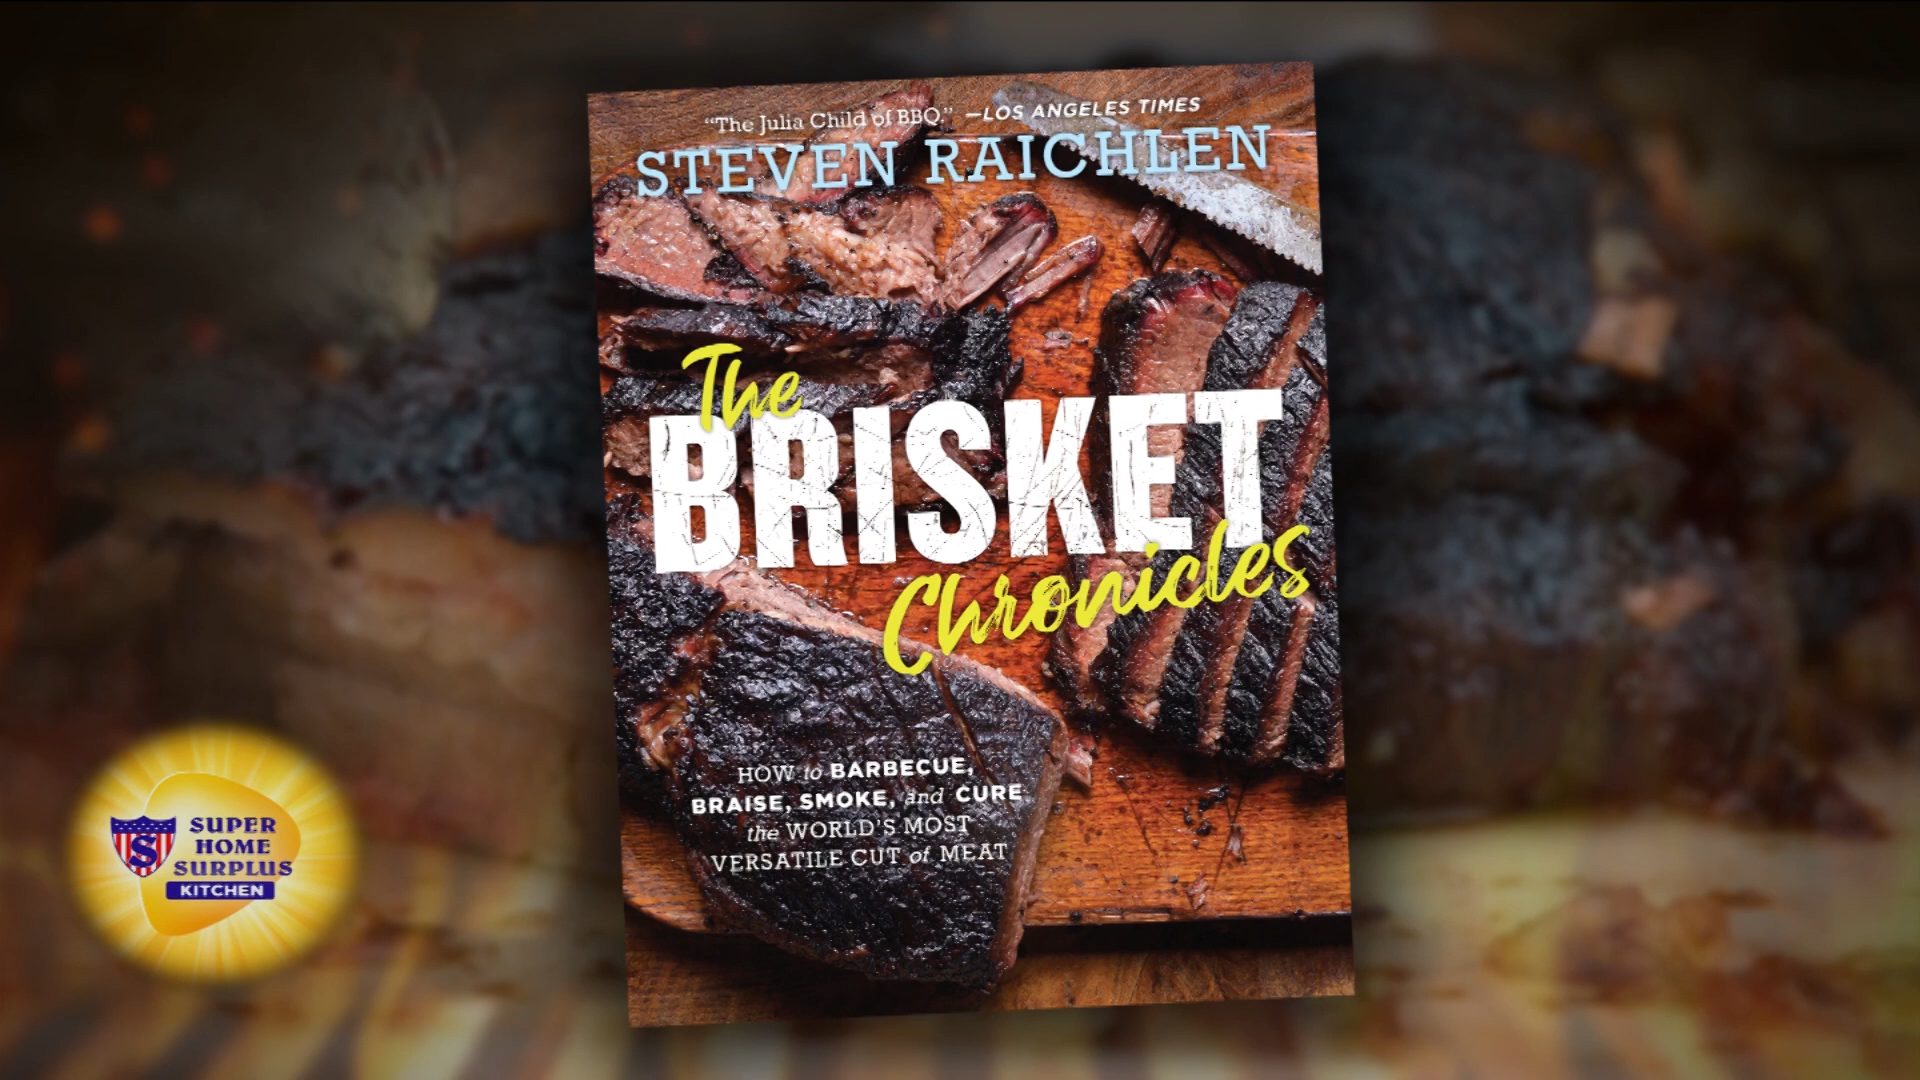 “The Julia Child of BBQ.” —LOS ANGELES TIMES
STEVEN RAICHLEN
The
BRISKET
Chronicles
HOW to BARBECUE,
BRAISE, SMOKE, and CURE
the WORLD'S MOST
VERSATILE CUT of MEAT
S
SUPER
HOME
SURPLUS
KITCHEN